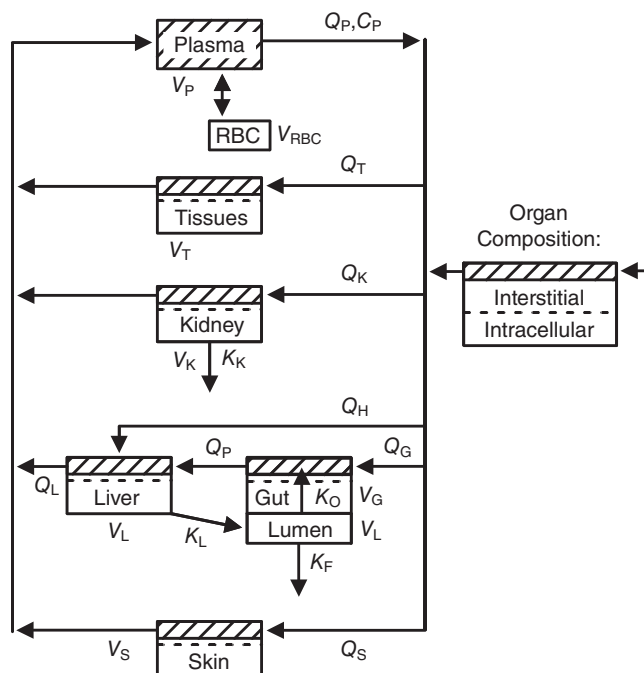 Q_P,C_P
Plasma
V_P
RBC
V_RBC
Q_T
Tissues
V_T
Organ
Composition:
Interstitial
Intracellular
Q_K
Kidney
V_K
K_K
Q_H
Q_P
Q_G
Q_L
Liver
Gut
K_O
V_G
V_L
K_L
Lumen
V_L
K_F
V_S
Skin
Q_S